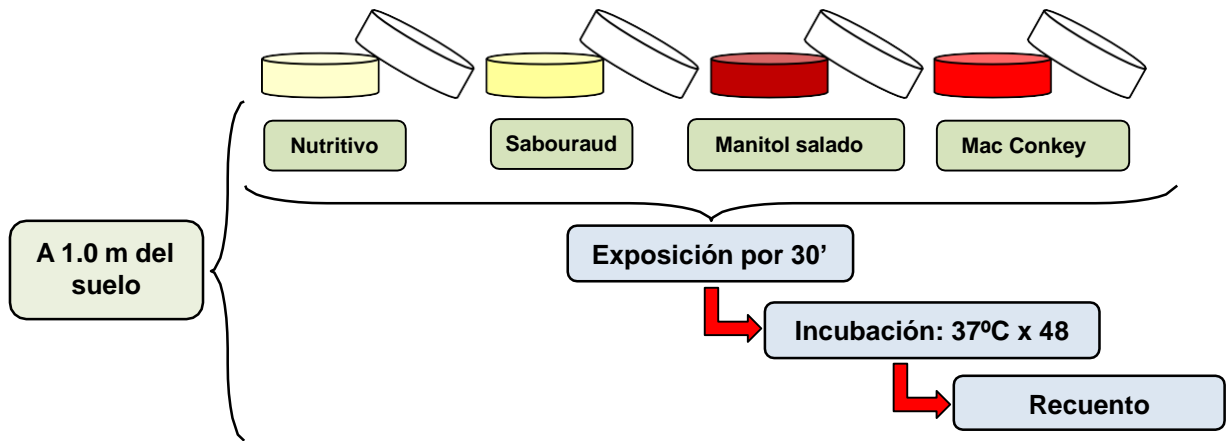 Nutritivo
Sabouraud
Manitol salado
Mac Conkey
A 1.0 m del
suelo
Exposición por 30’
Incubación: 37ºC x 48
Recuento